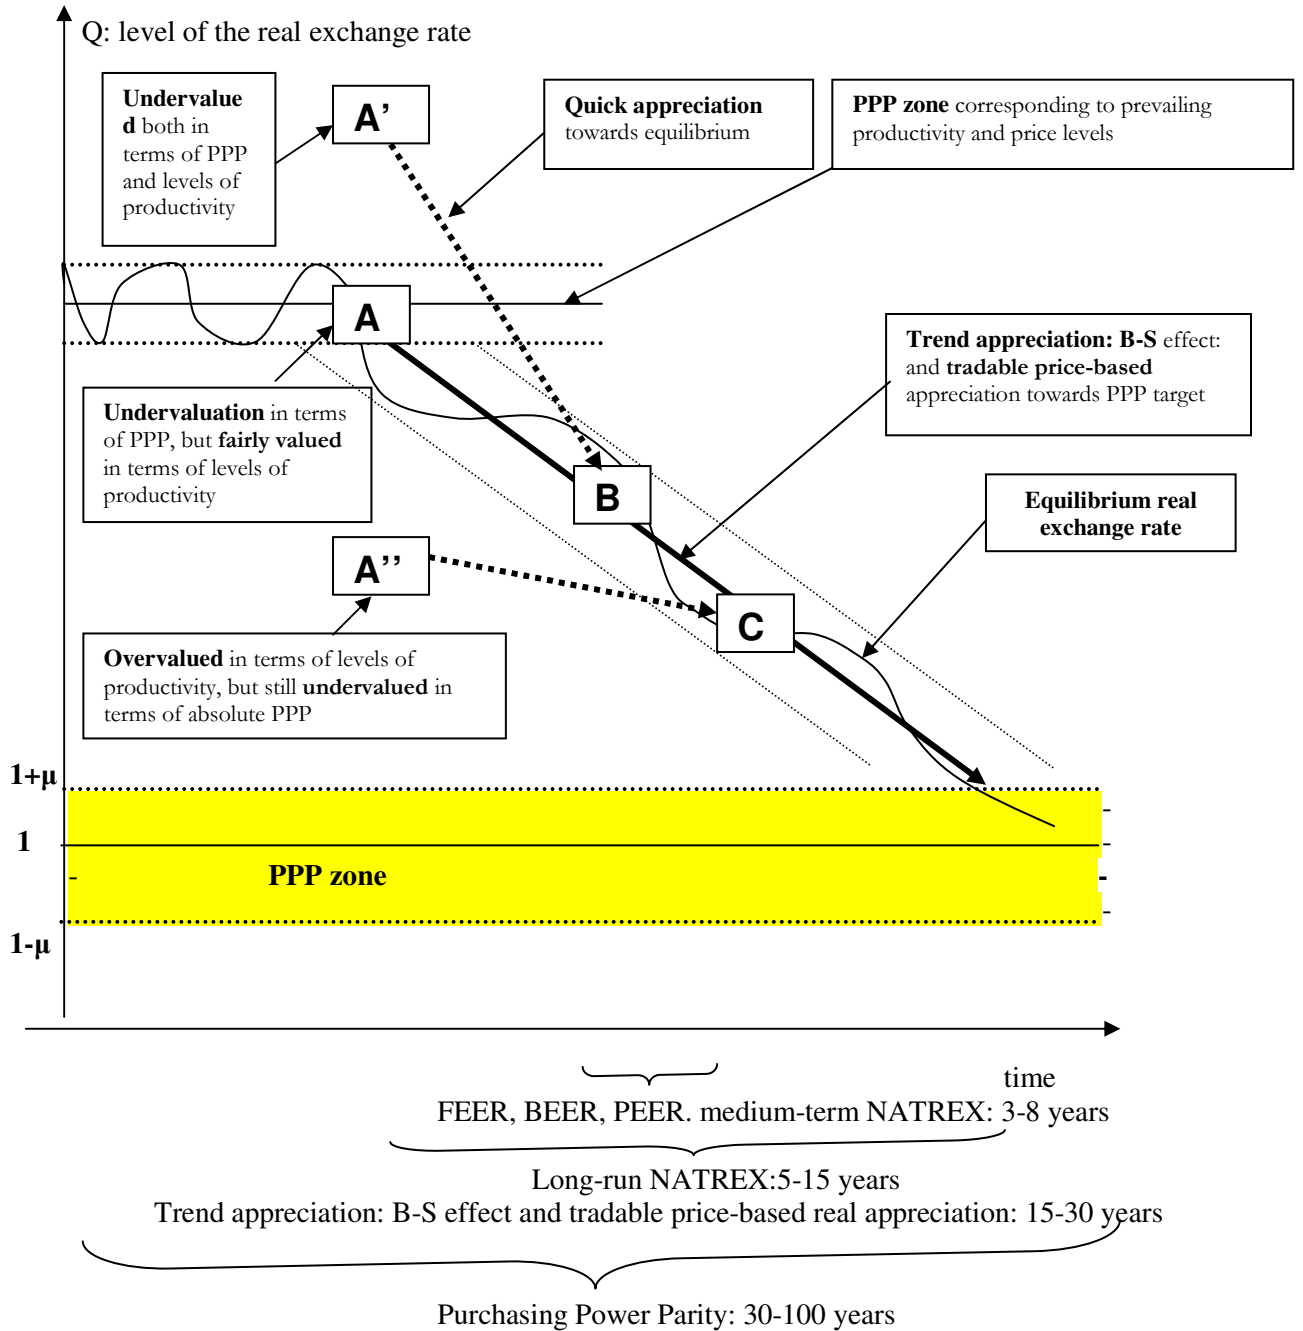 Q: level of the real exchange rate
Undervalue
d both in
terms of PPP
and levels of
productivity
A’
Quick appreciation
towards equilibrium
PPP zone corresponding to prevailing
productivity and price levels
A
Trend appreciation: B-S effect:
and tradable price-based
appreciation towards PPP target
Undervaluation in terms
of PPP, but fairly valued
in terms of levels of
productivity
B
Equilibrium real
exchange rate
A’’
C
Overvalued in terms of levels of
productivity, but still undervalued in
terms of absolute PPP
1+μ
1
PPP zone
1-μ
time
FEER, BEER, PEER. medium-term NATREX: 3-8 years
Long-run NATREX:5-15 years
Trend appreciation: B-S effect and tradable price-based real appreciation: 15-30 years
Purchasing Power Parity: 30-100 years